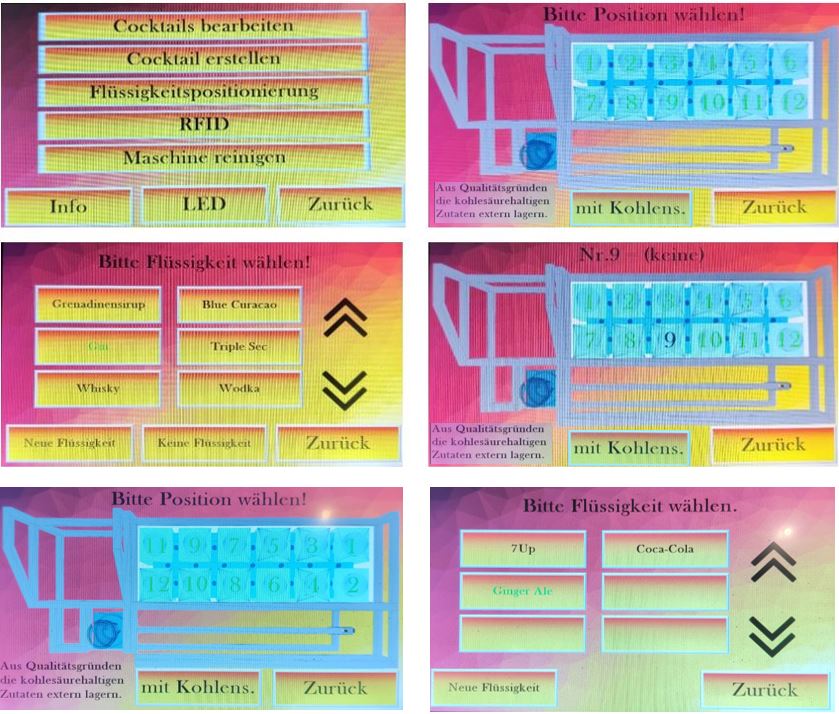 Cocktails bearbeiten
Cocktail erstellen
Flüssigkeitspositionierung
RFID
Maschine reinigen
Info
LED
Zurück
Bitte Position wählen!
1 2 3 4 5 6
7 8 9 10 11 12
Aus Qualitätsgründen
die kohlesäurehaltigen
Zutaten extern lagern.
mit Kohlens.
Zurück
Bitte Flüssigkeit wählen!
Grenadinensirup
Blue Curacao
Gin
Triple Sec
Whisky
Wodka
Neue Flüssigkeit
Keine Flüssigkeit
Zurück
Nr.9 - (keine)
1 2 3 4 5 6
7 8 9 10 11 12
Aus Qualitätsgründen
die kohlesäurehaltigen
Zutaten extern lagern.
mit Kohlens.
Zurück
Bitte Position wählen!
11 9 7 5 3 1
12 10 8 6 4 2
Aus Qualitätsgründen
die kohlesäurehaltigen
Zutaten extern lagern.
mit Kohlens.
Zurück
Bitte Flüssigkeit wählen.
7Up
Coca-Cola
Ginger Ale
Neue Flüssigkeit
Zurück